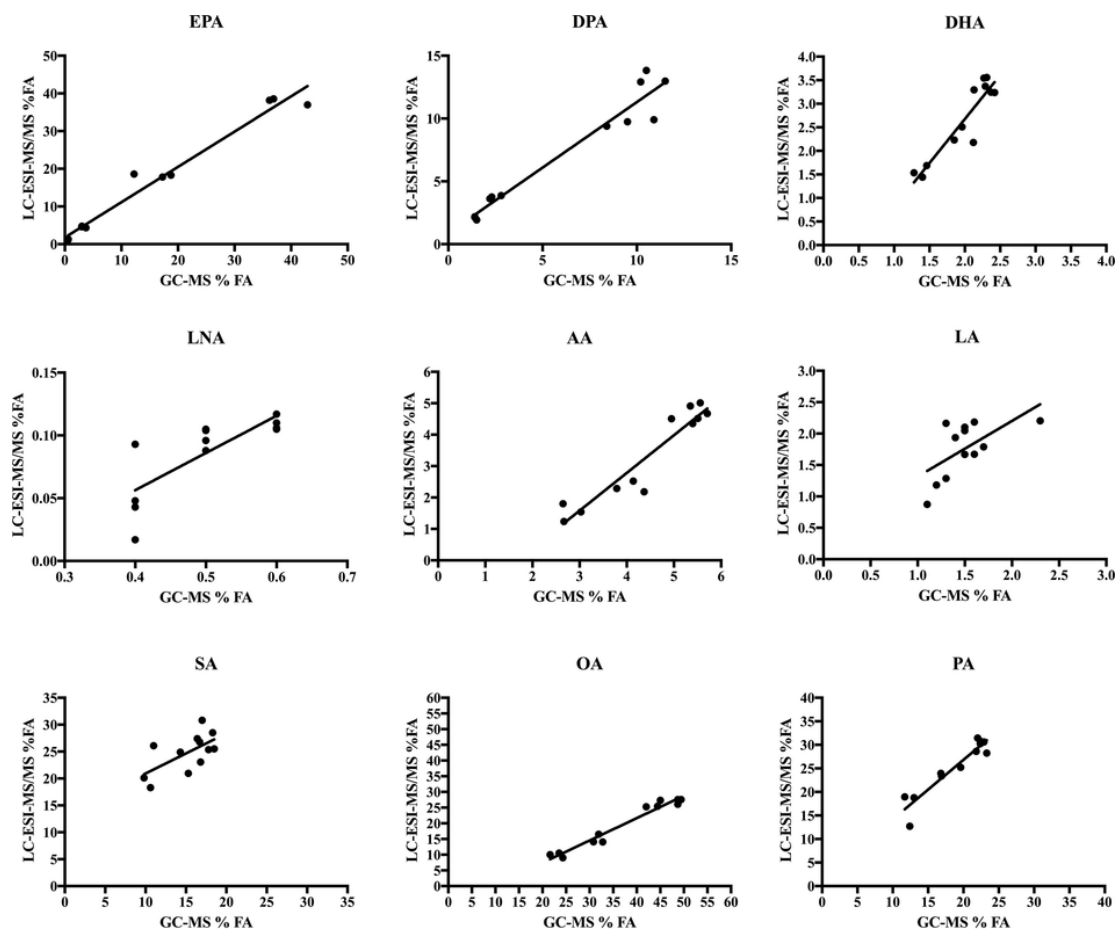 EPA
LC-ESI-MS/MS %FA
50
40
30
20
10
0
0 10 20 30 40 50
GC-MS % FA
DPA
LC-ESI-MS/MS %FA
15
10
5
0
0 5 10 15
GC-MS % FA
DHA
LC-ESI-MS/MS %FA
4.0
3.5
3.0
2.5
2.0
1.5
1.0
0.5
0.0
0.0 0.5 1.0 1.5 2.0 2.5 3.0 3.5 4.0
GC-MS % FA
LNA
LC-ESI-MS/MS %FA
0.15
0.10
0.05
0.00
0.3 0.4 0.5 0.6 0.7
GC-MS % FA
AA
LC-ESI-MS/MS %FA
6
5
4
3
2
1
0
0 1 2 3 4 5 6
GC-MS % FA
LA
LC-ESI-MS/MS %FA
3.0
2.5
2.0
1.5
1.0
0.5
0.0
0.0 0.5 1.0 1.5 2.0 2.5 3.0
GC-MS % FA
SA
LC-ESI-MS/MS %FA
35
30
25
20
15
10
5
0
0 5 10 15 20 25 30 35
GC-MS % FA
OA
LC-ESI-MS/MS %FA
60
55
50
45
40
35
30
25
20
15
10
5
0
0 5 10 15 20 25 30 35 40 45 50 55 60
GC-MS % FA
PA
LC-ESI-MS/MS %FA
40
35
30
25
20
15
10
5
0
0 5 10 15 20 25 30 35 40
GC-MS % FA